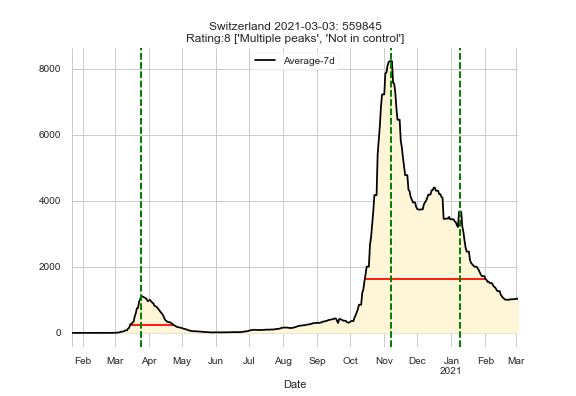 Switzerland 2021-03-03: 559845
Rating:8 ['Multiple peaks', 'Not in control']
Average-7d
8000
6000
4000
2000
0
Feb Mar Apr May Jun Jul Aug Sep Oct Nov Dec Jan Feb Mar
2021
Date